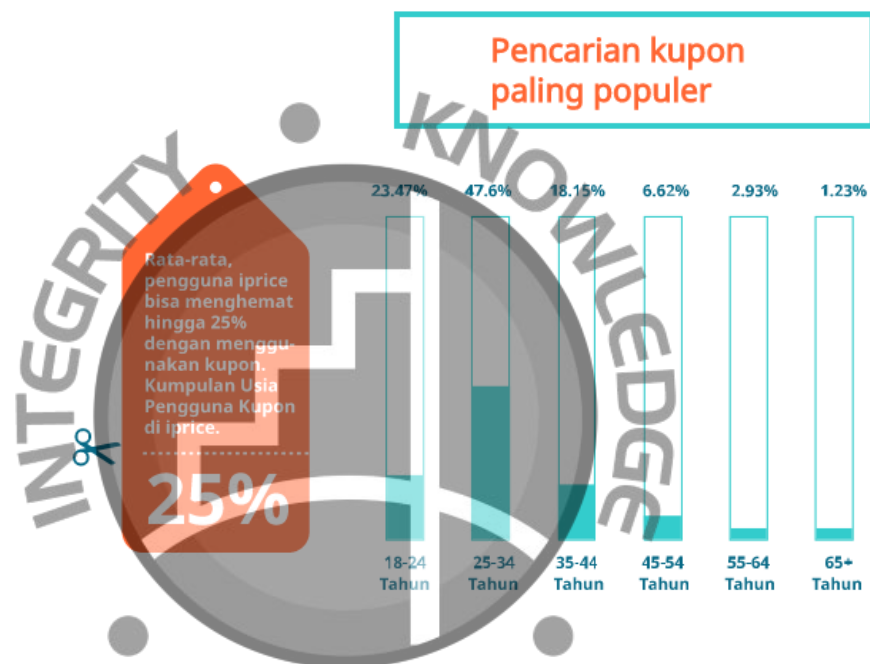 Pencarian kupon
paling populer
INTEGRITY
KNOWLEDGE
Rata-rata,
pengguna iprice
bisa menghemat
hingga 25%
dengan menggu-
nakan kupon.
Kumpulan Usia
Pengguna Kupon
di iprice.
25%
23.47% 47.6% 18.15% 6.62% 2.93% 1.23%
18-24 25-34 35-44 45-54 55-64 65+
Tahun Tahun Tahun Tahun Tahun Tahun